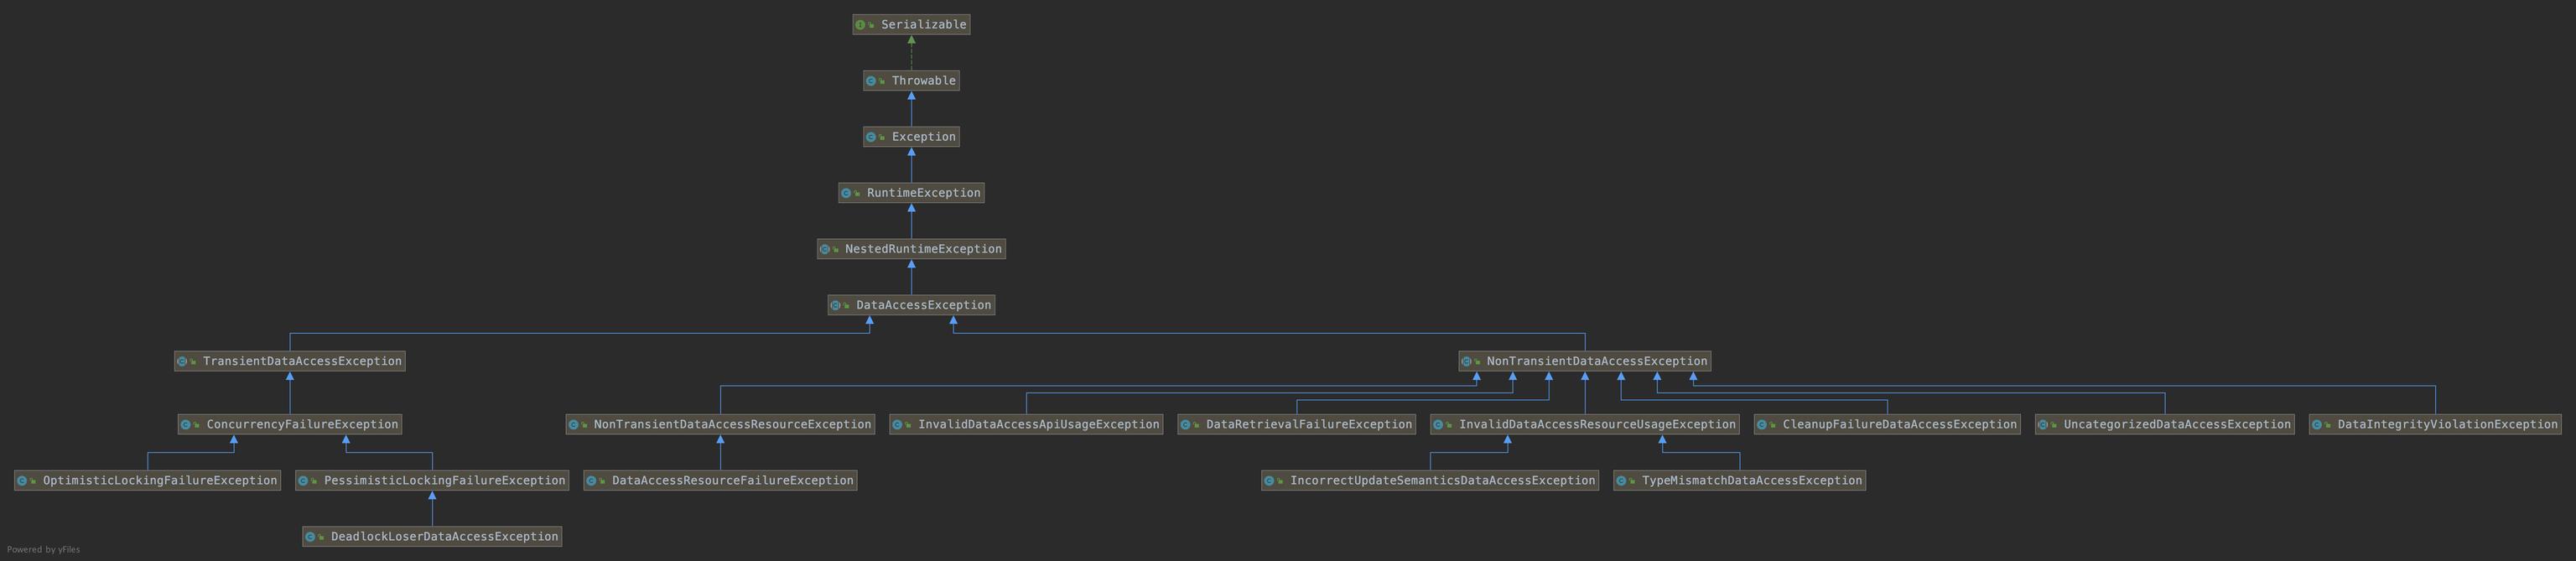 Serializable
Throwable
Exception
RuntimeException
NestedRuntimeException
DataAccessException
TransientDataAccessException
NonTransientDataAccessException
ConcurrencyFailureException
NonTransientDataAccessResourceException
InvalidDataAccessApiUsageException
DataRetrievalFailureException
InvalidDataAccessResourceUsageException
CleanupFailureDataAccessException
UncategorizedDataAccessException
DataIntegrityViolationException
OptimisticLockingFailureException
PessimisticLockingFailureException
DataAccessResourceFailureException
IncorrectUpdateSemanticsDataAccessException
TypeMismatchDataAccessException
DeadlockLoserDataAccessException
Powered by yFiles